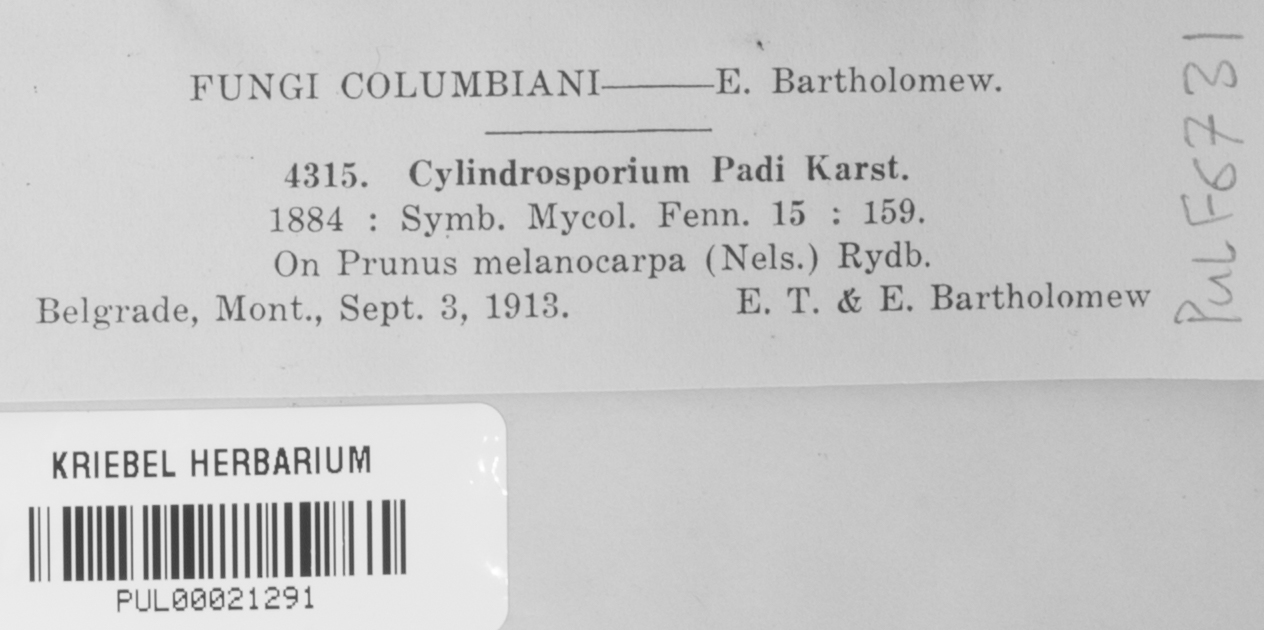 FUNGI COLUMBIANI———E. Bartholomew.
4315. Cylindrosporium Padi Karst.
1884 : Symb. Mycol. Fenn. 15 : 159.
On Prunus melanocarpa (Nels.) Rydb.
Belgrade, Mont., Sept. 3, 1913. E. T. & E. Bartholomew
PUL F6731
KRIEBEL HERBARIUM
PUL00021291